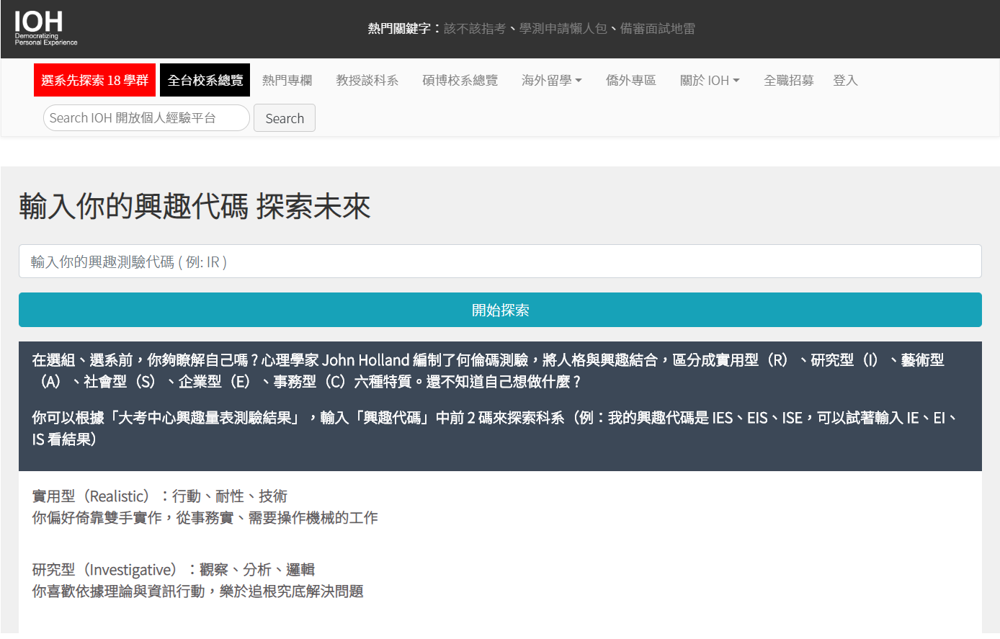 IOH
Democratizing
Personal Experience
熱門關鍵字：該不該指考、學測申請懶人包、備審面試地雷
選系先探索 18 學群 全台校系總覽 熱門專欄 教授談科系 碩博校系總覽 海外留學 僑外專區 關於 IOH 全職招募 登入
Search IOH 開放個人經驗平台 Search
輸入你的興趣代碼 探索未來
輸入你的興趣測驗代碼 ( 例: IR )
開始探索
在選組、選系前，你夠瞭解自己嗎 ? 心理學家 John Holland 編制了何倫碼測驗，將人格與興趣結合，區分成實用型（R）、研究型（I）、藝術型
（A）、社會型（S）、企業型（E）、事務型（C）六種特質。還不知道自己想做什麼 ?
你可以根據「大考中心興趣量表測驗結果」，輸入「興趣代碼」中前 2 碼來探索科系（例：我的興趣代碼是 IES、EIS、ISE，可以試著輸入 IE、EI、
IS 看結果）
實用型（Realistic）：行動、耐性、技術
你偏好倚靠雙手實作，從事務實、需要操作機械的工作
研究型（Investigative）：觀察、分析、邏輯
你喜歡依據理論與資訊行動，樂於追根究底解決問題